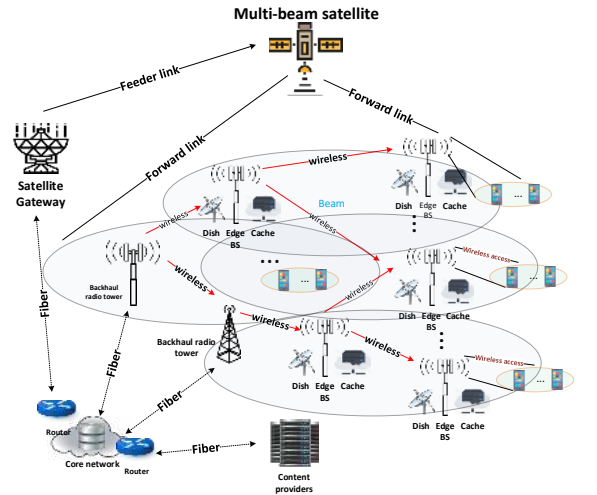 Multi-beam satellite
Feeder link
Forward link
Forward link
Satellite
Gateway
wireless
Beam
wireless
wireless
Dish Edge Cache
BS
Dish Edge Cache
BS
...
...
Backhaul
radio tower
wireless
...
...
Wireless access
...
Dish Edge Cache
BS
wireless
Backhaul radio
tower
wireless
wireless
...
Wireless access
...
Dish Edge Cache
BS
Dish Edge Cache
BS
Fiber
Fiber
Fiber
Router
Core network
Router
Fiber
Content
providers